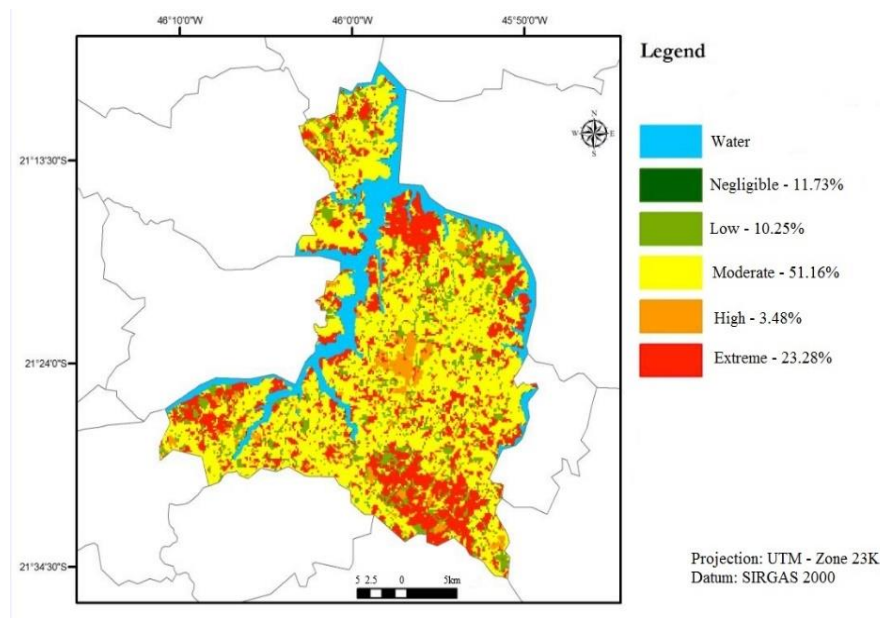 46°10'0"W 46°0'0"W 45°50'0"W
Legend
N
W E
S
21°13'30"S
21°24'0"S
21°34'30"S
Water
Negligible - 11.73%
Low - 10.25%
Moderate - 51.16%
High - 3.48%
Extreme - 23.28%
5 2.5 0 5km
Projection: UTM - Zone 23K
Datum: SIRGAS 2000